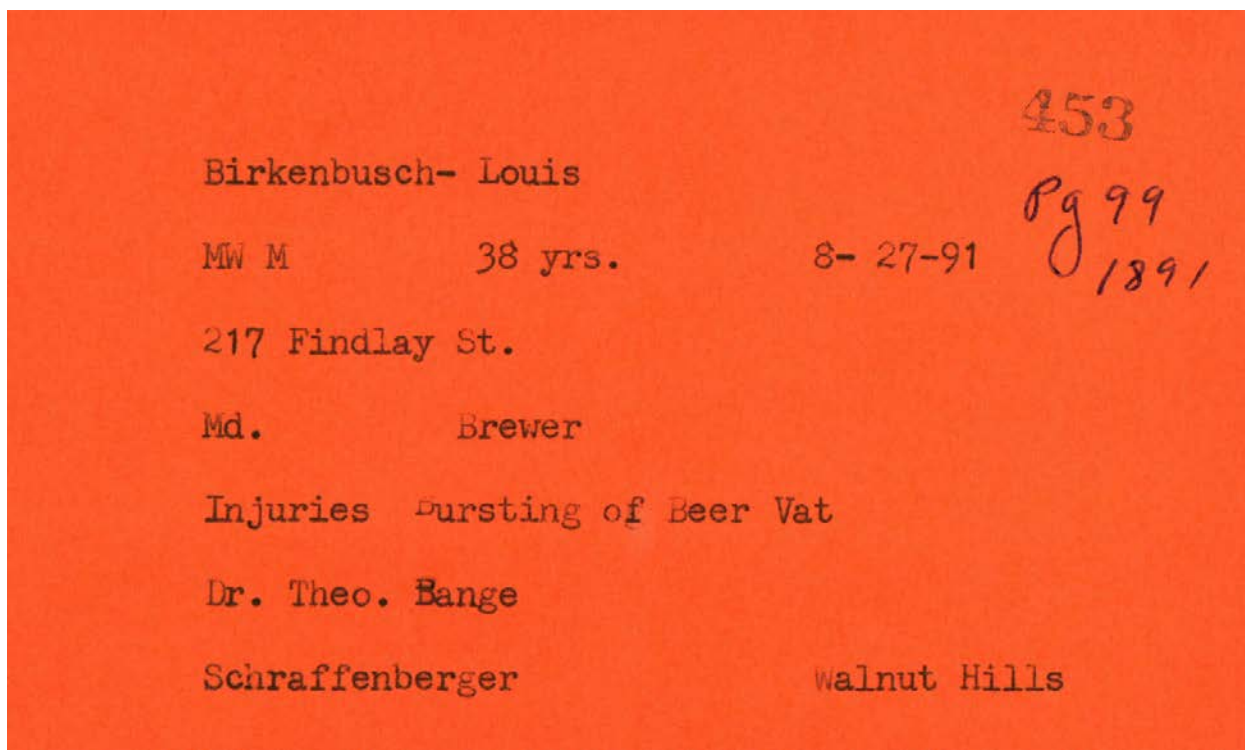 453
Birkenbusch- Louis
Pg 99
MW M 38 yrs. 8- 27-91
1891
217 Findlay St.
Md. Brewer
Injuries Bursting of Beer Vat
Dr. Theo. Bange
Schraffenberger Walnut Hills